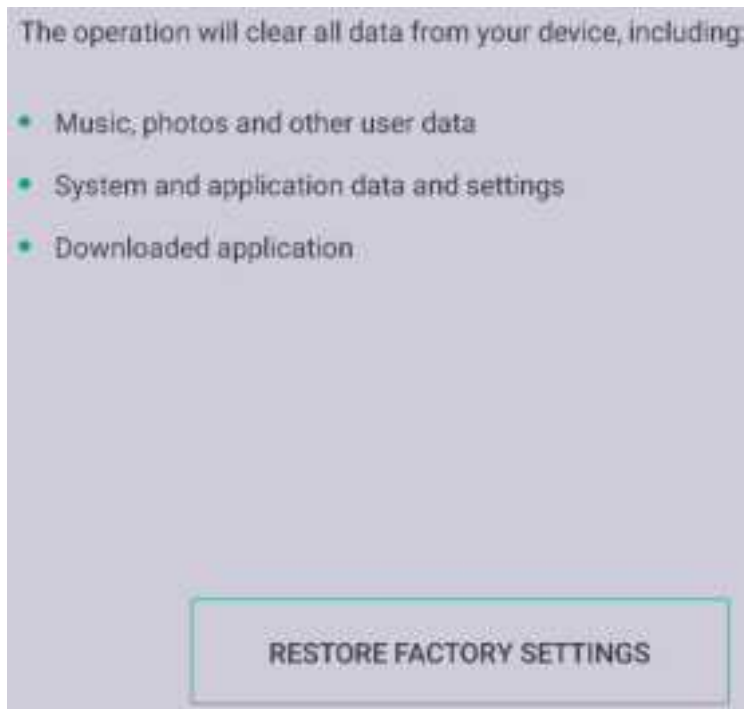 The operation will clear all data from your device, including:
Music, photos and other user data
System and application data and settings
Downloaded application
RESTORE FACTORY SETTINGS